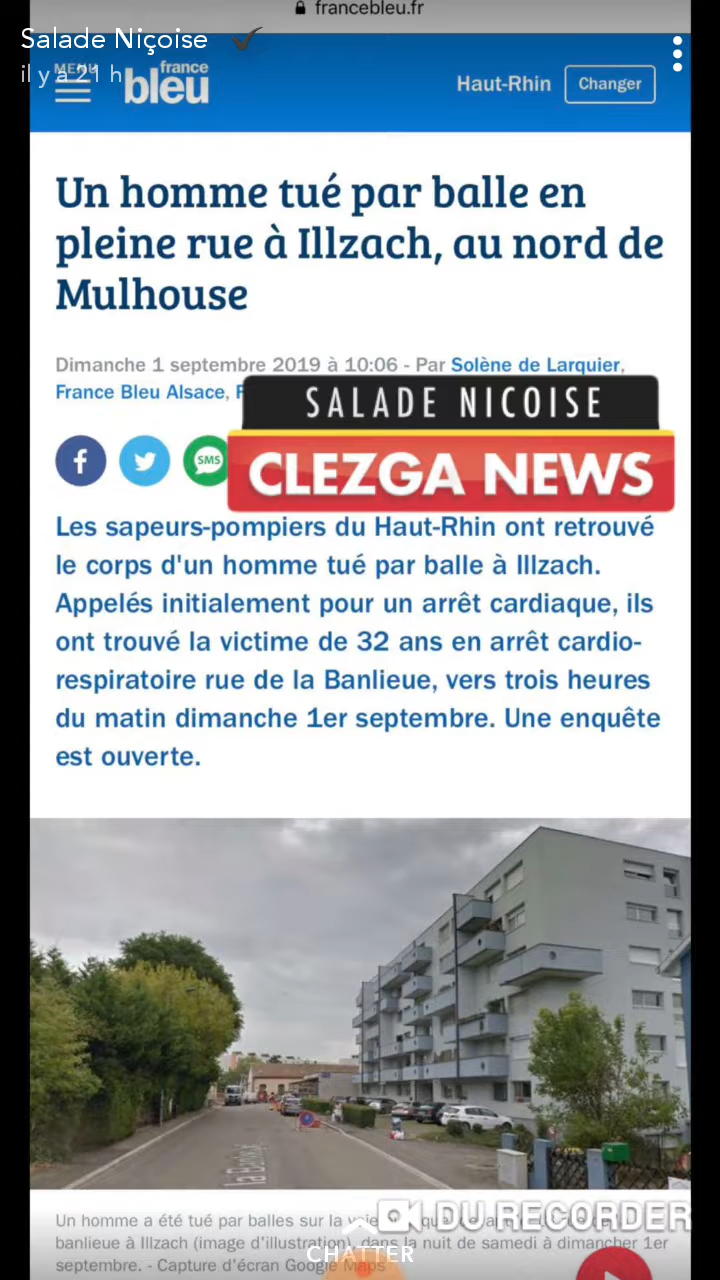 francebleu.fr
Salade Niçoise
il y a 21 h
MENU
france
bleu
Haut-Rhin
Changer
Un homme tué par balle en
pleine rue à Illzach, au nord de
Mulhouse
Dimanche 1 septembre 2019 à 10:06 - Par Solène de Larquier,
France Bleu Alsace,
SALADE NICOISE
CLEZGA NEWS
SMS
Les sapeurs-pompiers du Haut-Rhin ont retrouvé
le corps d'un homme tué par balle à Illzach.
Appelés initialement pour un arrêt cardiaque, ils
ont trouvé la victime de 32 ans en arrêt cardio-
respiratoire rue de la Banlieue, vers trois heures
du matin dimanche 1er septembre. Une enquête
est ouverte.
DU RECORDER
Un homme a été tué par balles sur la
banlieue à Illzach (image d'illustration), dans la nuit de samedi à dimanche 1er
CHATTER
septembre. - Capture d'écran Google Maps